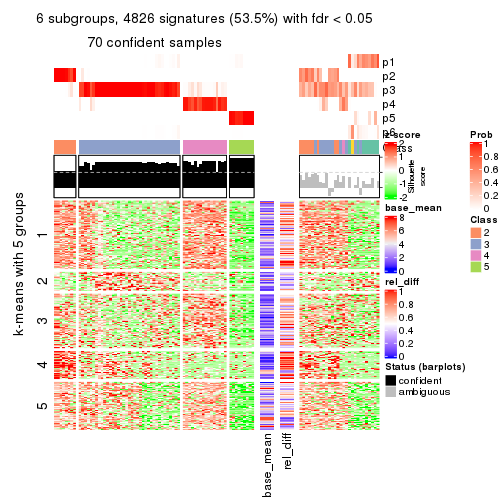 6 subgroups, 4826 signatures (53.5%) with fdr < 0.05
70 confident samples
p1
p2
p3
p4
p5
p6
Class
z-score
2
1
0
-1
-2
Silhouette
score
Prob
1
0.8
0.6
0.4
0.2
0
Class
2
3
4
5
base_mean
8
6
4
2
0
rel_diff
1
0.8
0.6
0.4
0.2
0
Status (barplots)
confident
ambiguous
k-means with 5 groups
1
2
3
4
5
base_mean
rel_diff